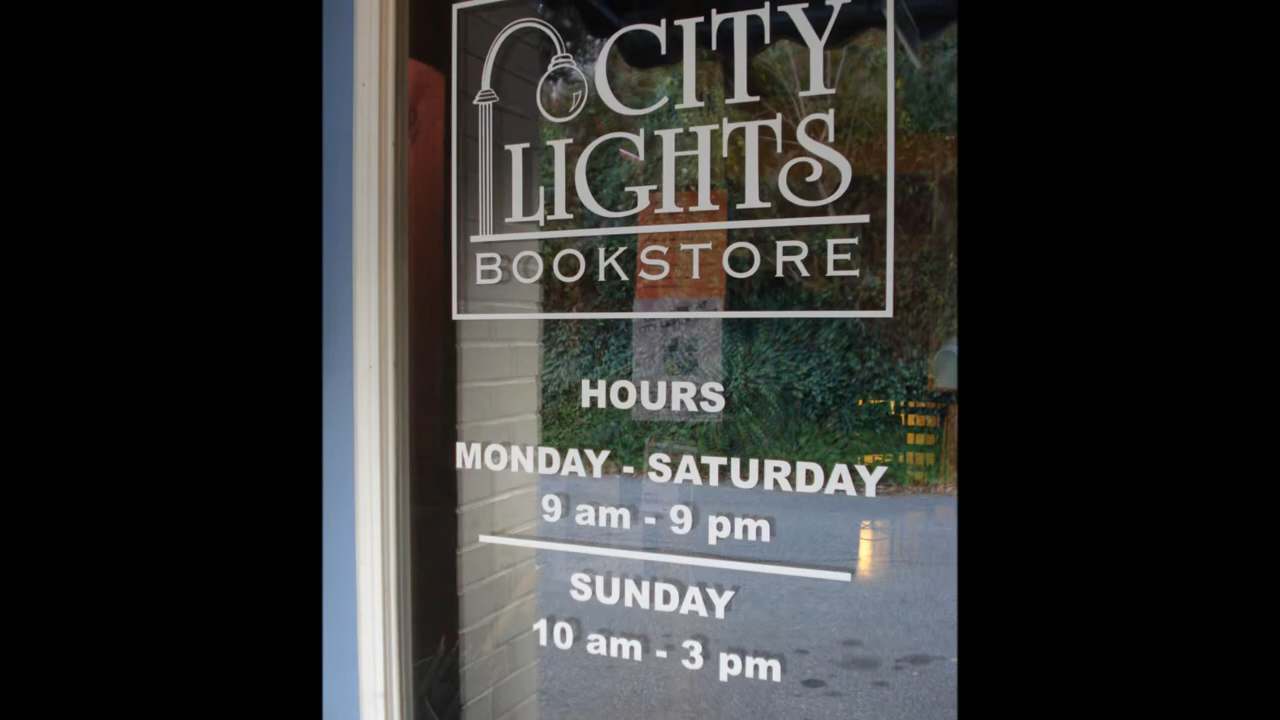 CITY
LIGHTS
BOOKSTORE
HOURS
MONDAY - SATURDAY
9 am - 9 pm
SUNDAY
10 am - 3 pm